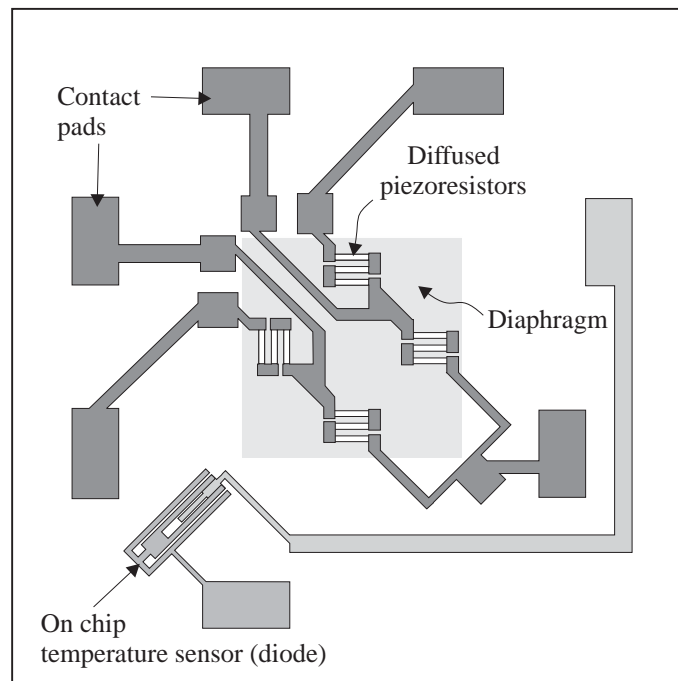 Contact
pads
Diffused
piezoresistors
Diaphragm
On chip
temperature sensor (diode)